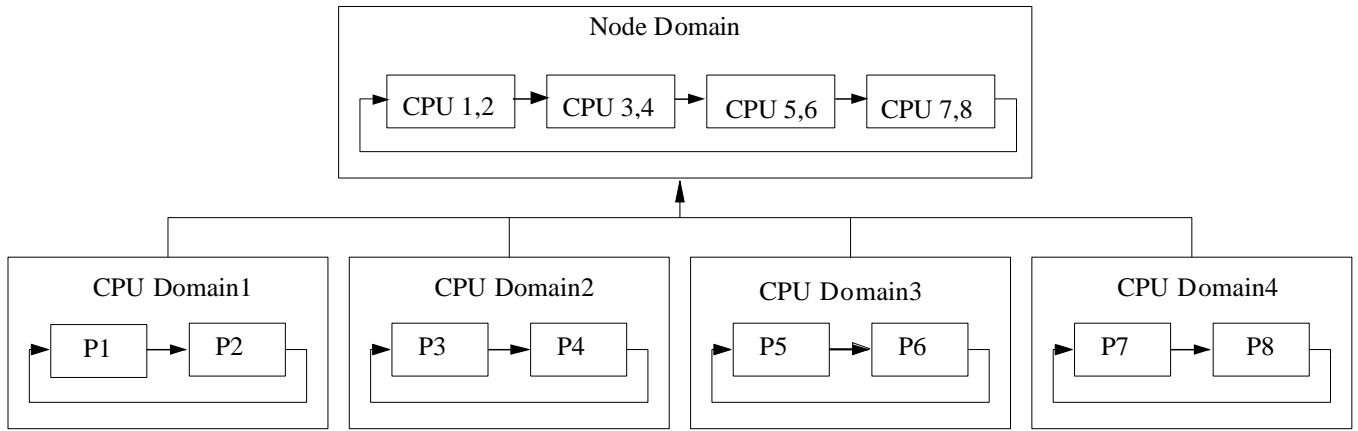 Node Domain
CPU 1,2
CPU 3,4
CPU 5,6
CPU 7,8
CPU Domain1
P1
P2
CPU Domain2
P3
P4
CPU Domain3
P5
P6
CPU Domain4
P7
P8